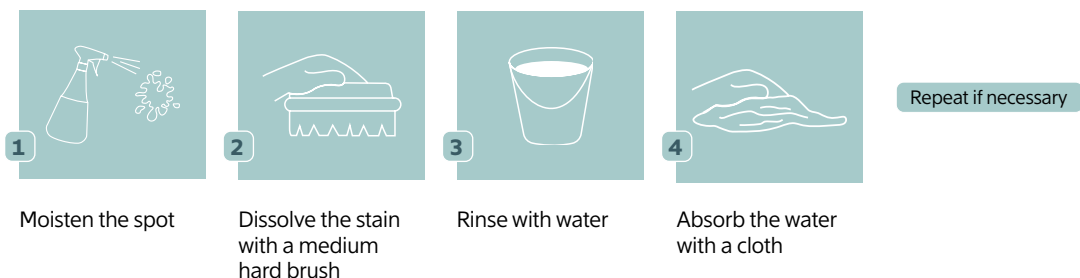 1
Moisten the spot
2
Dissolve the stain
with a medium
hard brush
3
Rinse with water
4
Absorb the water
with a cloth
Repeat if necessary